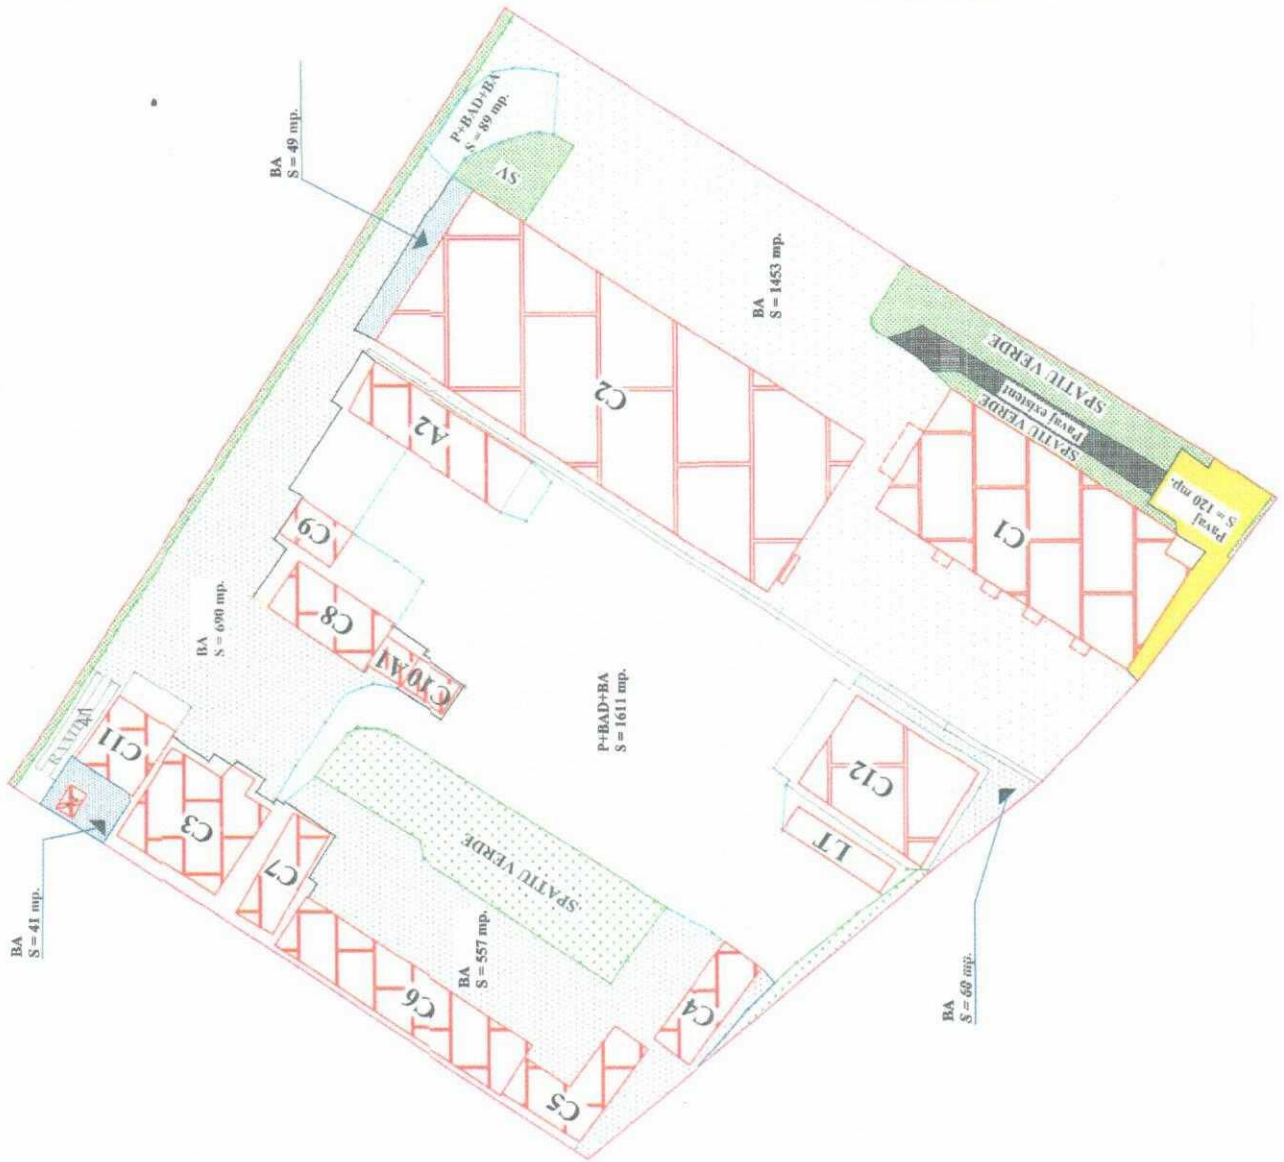 P+BAD+BA
S = 89 mp.
BA
S = 49 mp.
SV
BA
S = 1453 mp.
SPATIU VERDE
Pavaj existent
SPATIU VERDE
C2
A2
C9
C8
C10 A1
BA
S = 690 mp.
C1
Pavaj
S = 120 mp.
C11
C3
C7
BA
S = 41 mp.
P+BAD+BA
S = 1611 mp.
C12
LT
SPATIU VERDE
BA
S = 557 mp.
C6
C4
C5
BA